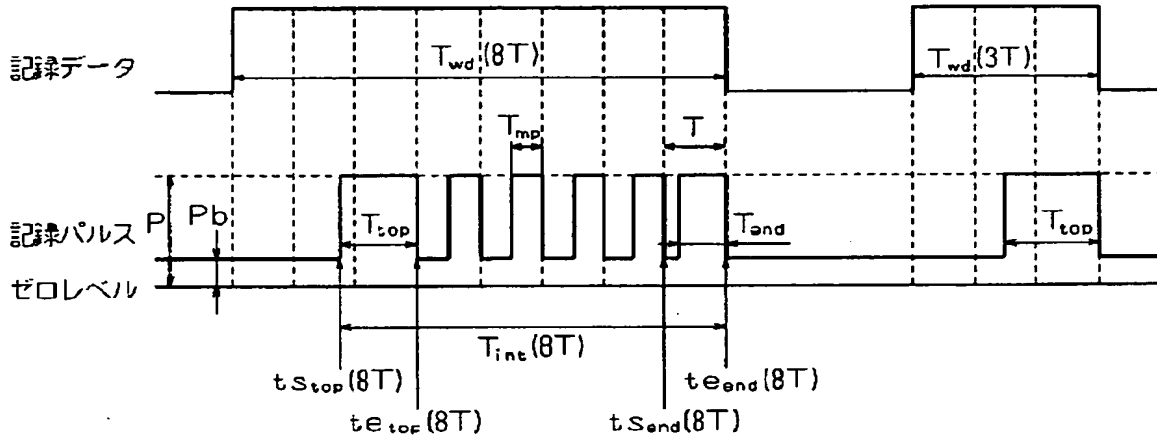 記録データ
Twd(8T)
Twd(3T)
Tmp
T
記録パルス
P
Pb
Ttop
Tend
Ttop
ゼロレベル
Tint(8T)
tstop(8T)
teend(8T)
tetop(8T)
tsend(8T)